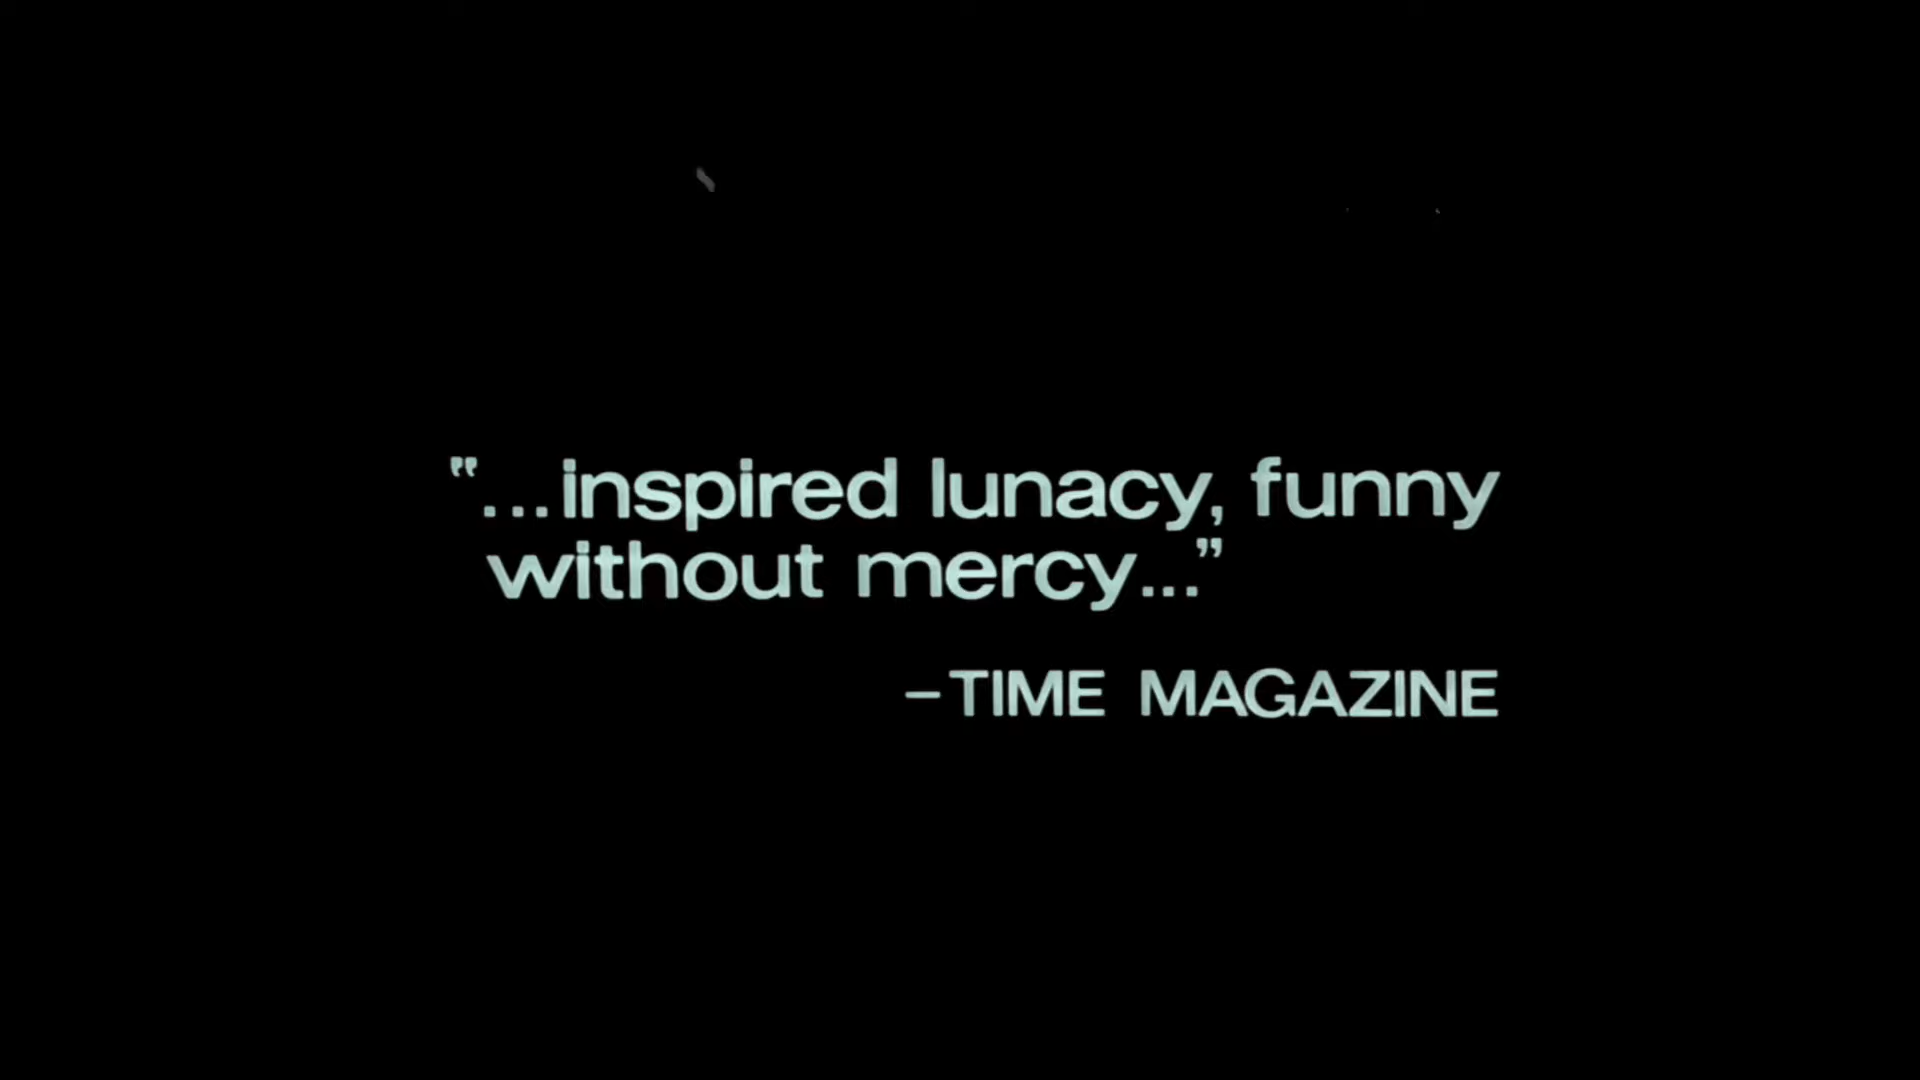 "...inspired lunacy, funny
without mercy..."
–TIME MAGAZINE